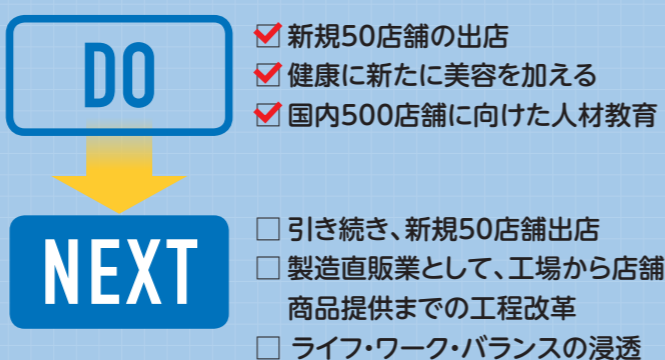 DO
新規50店舗の出店
健康に新たに美容を加える
国内500店舗に向けた人材教育
NEXT
引き続き、新規50店舗出店
製造直販業として、工場から店舗
商品提供までの工程改革
ライフ・ワーク・バランスの浸透